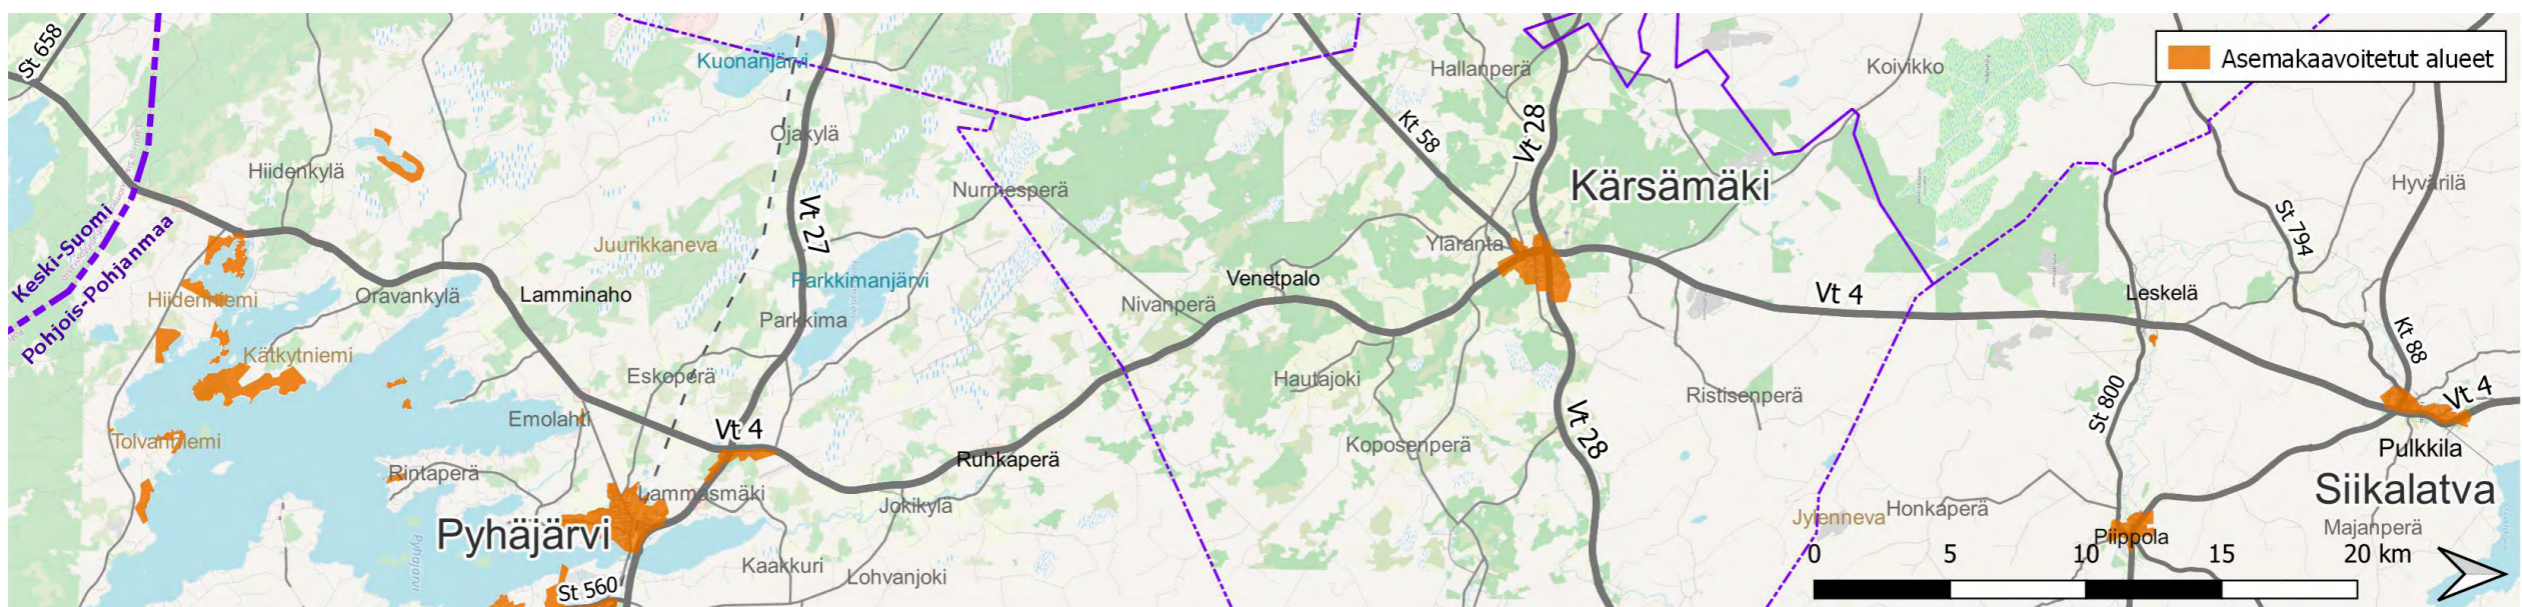 St 658
Kuonanjärvi
Hallanperä
Koivikko
Asemakaavoitetut alueet
Ojakylä
Kt 58
Vt 28
Hiidenkylä
Nurmesperä
Kärsämäki
Hyvärilä
Keski-Suomi
Pohjois-Pohjanmaa
Vt 27
St 794
Juurikkaneva
Yläranta
Parkkimanjärvi
Venetpalo
Hiidenniemi
Oravankylä
Lamminaho
Nivanperä
Vt 4
Leskelä
Parkkima
Kt 88
Kätkytniemi
Eskoperä
Hautajoki
Ristisenperä
St 800
Vt 4
Emolahti
Vt 4
Vt 28
Tolvanniemi
Koposenperä
Pulkkila
Ruhkaperä
Rintaperä
Lammasmäki
Siikalatva
Jokikylä
Jylenneva
Honkaperä
Majanperä
Pyhäjärvi
Piippola
Pyhäjärvi
Kaakkuri
Lohvanjoki
St 560
0 5 10 15 20 km